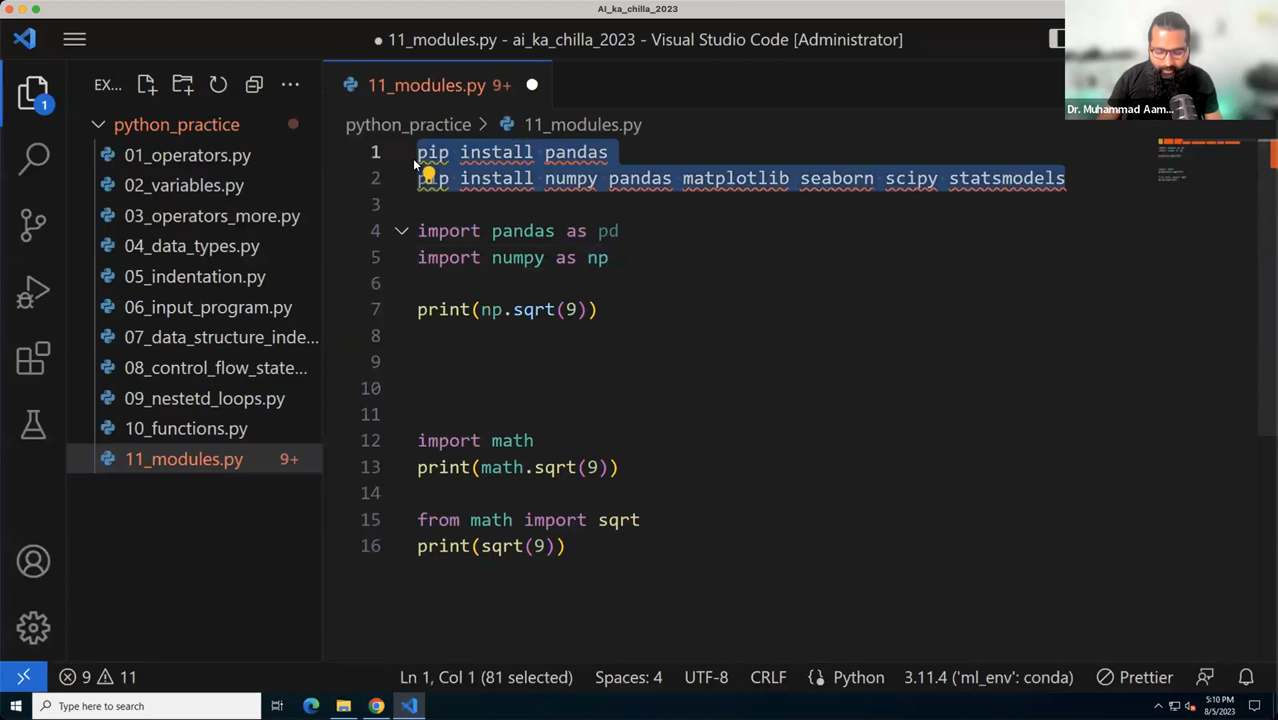 AI_ka_chilla_2023
● 11_modules.py - ai_ka_chilla_2023 - Visual Studio Code [Administrator]
Dr. Muhammad Aam...
EX...
11_modules.py 9+
python_practice
python_practice > 11_modules.py
1
01_operators.py
02_variables.py
03_operators_more.py
04_data_types.py
05_indentation.py
06_input_program.py
07_data_structure_inde...
08_control_flow_state...
09_nestetd_loops.py
10_functions.py
11_modules.py 9+
1 pip install pandas
2 pip install numpy pandas matplotlib seaborn scipy statsmodels
3
4 import pandas as pd
5 import numpy as np
6
7 print(np.sqrt(9))
8
9
10
11
12 import math
13 print(math.sqrt(9))
14
15 from math import sqrt
16 print(sqrt(9))
9 11 Ln 1, Col 1 (81 selected) Spaces: 4 UTF-8 CRLF Python 3.11.4 ('ml_env': conda) Prettier
Type here to search
5:10 PM
8/5/2023